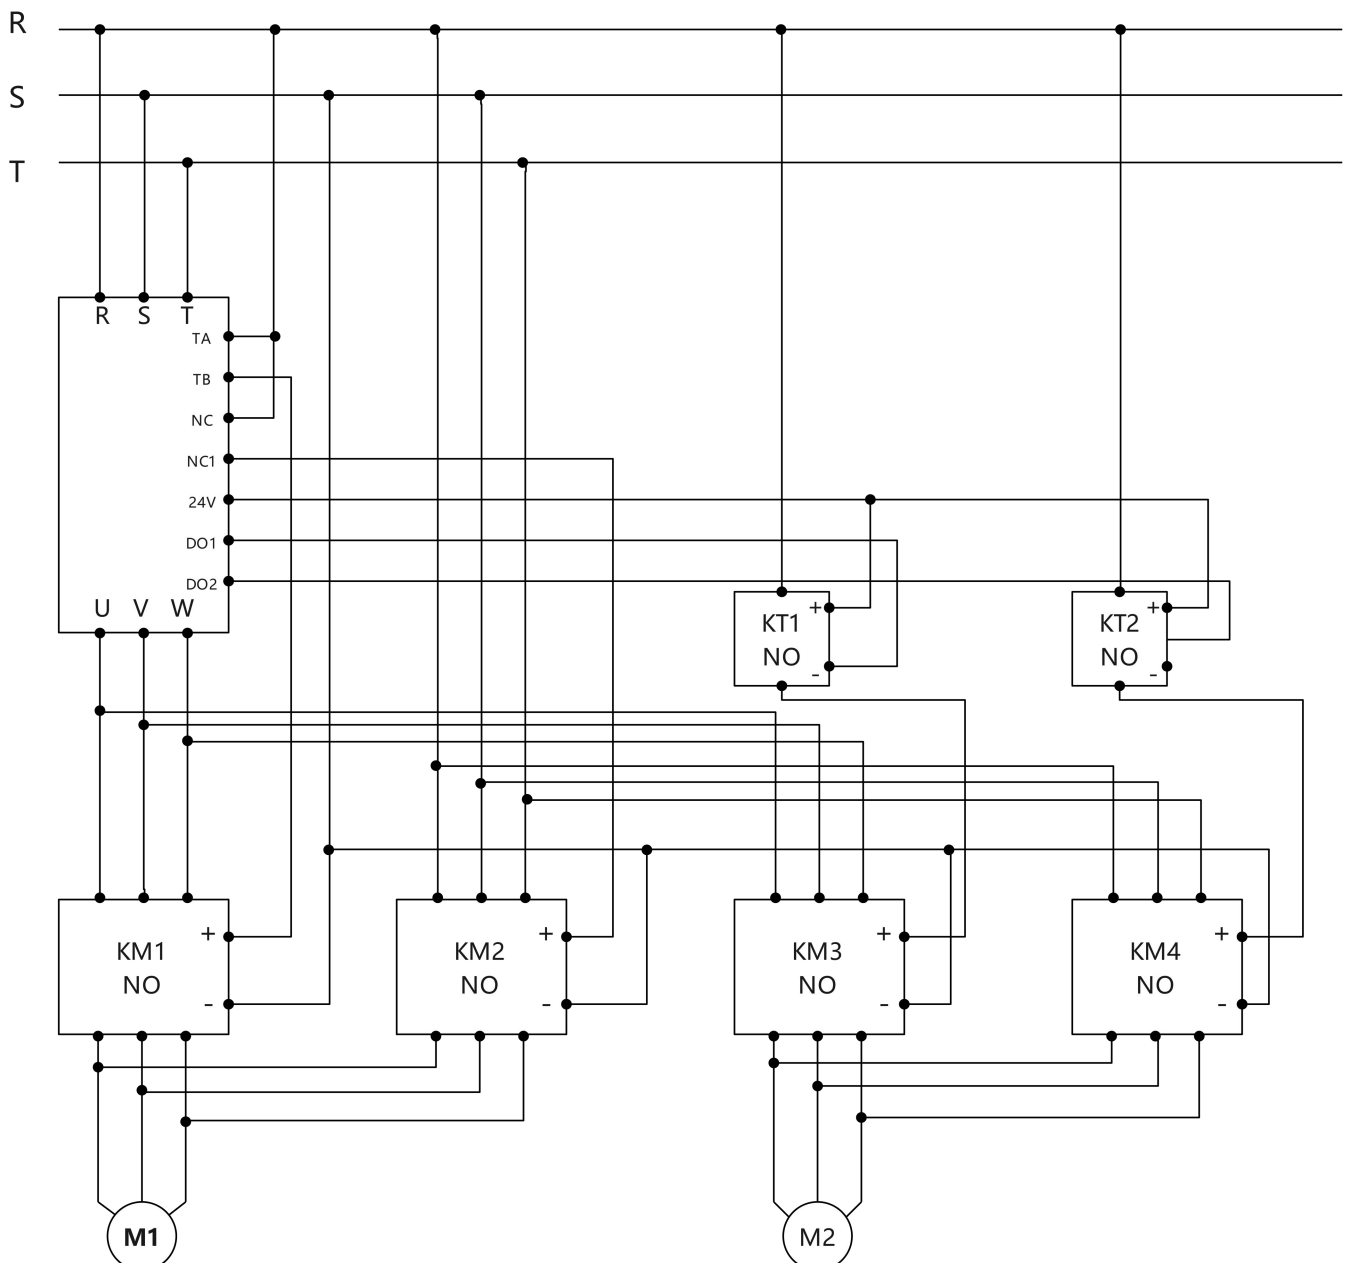 R
S
T
R S T
TA
TB
NC
NC1
24V
DO1
DO2
U V W
+
KT1
NO
-
+
KT2
NO
-
+
KM1
NO
-
+
KM2
NO
-
+
KM3
NO
-
+
KM4
NO
-
M1
M2